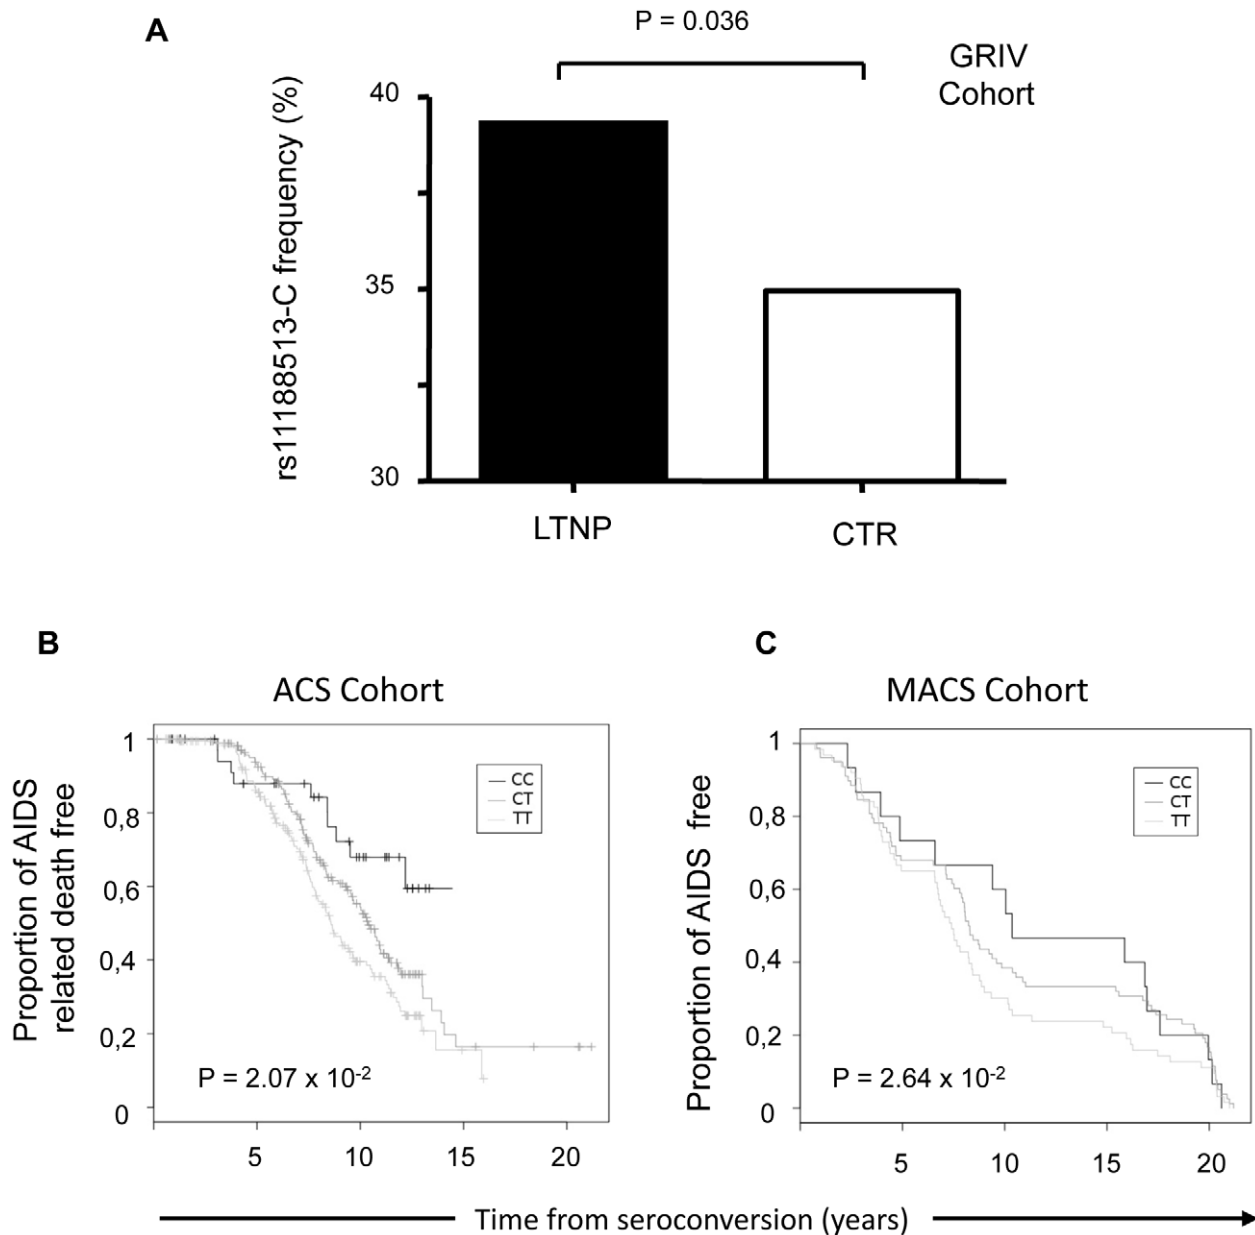 A
P = 0.036
GRIV
Cohort
rs11188513-C frequency (%)
40
35
30
LTNP
CTR
B
ACS Cohort
Proportion of AIDS
related death free
1
0,8
0,6
0,4
0,2
0
CC
CT
TT
P = 2.07 x 10-2
5
10
15
20
C
MACS Cohort
Proportion of AIDS free
1
0,8
0,6
0,4
0,2
0
CC
CT
TT
P = 2.64 x 10-2
5
10
15
20
Time from seroconversion (years)